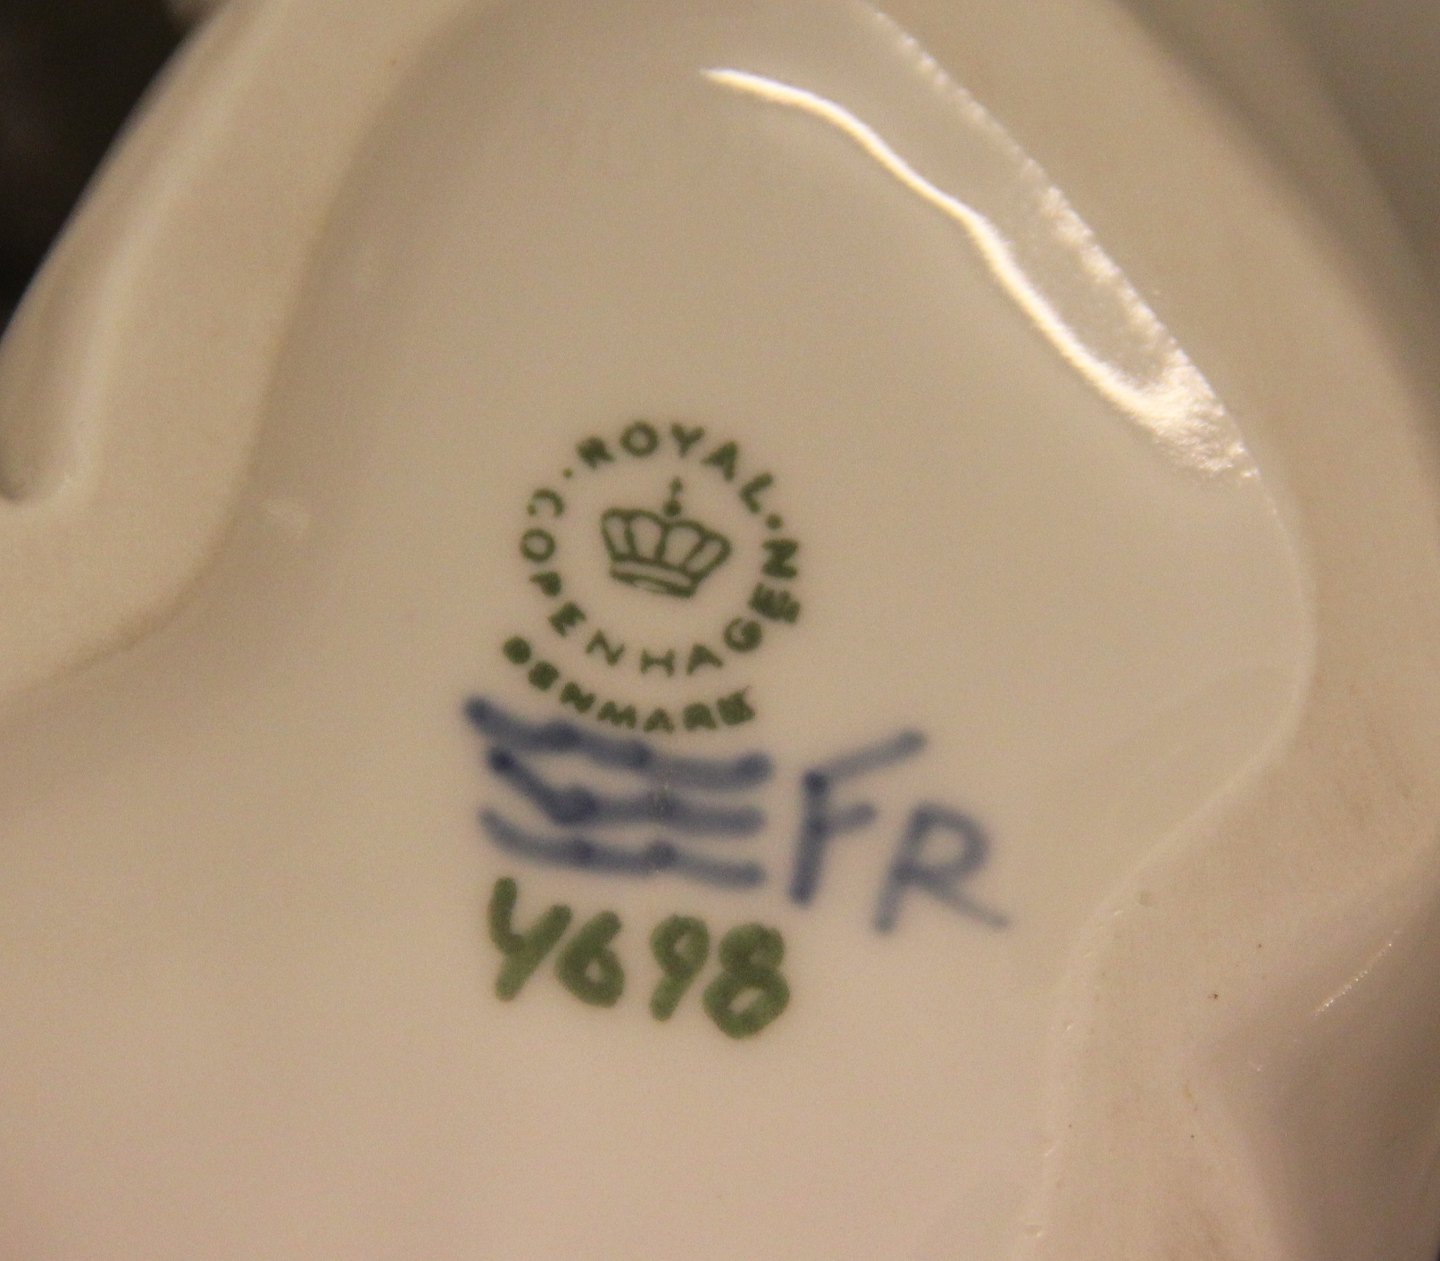 ROYAL · COPENHAGEN
DENMARK
FR
4698